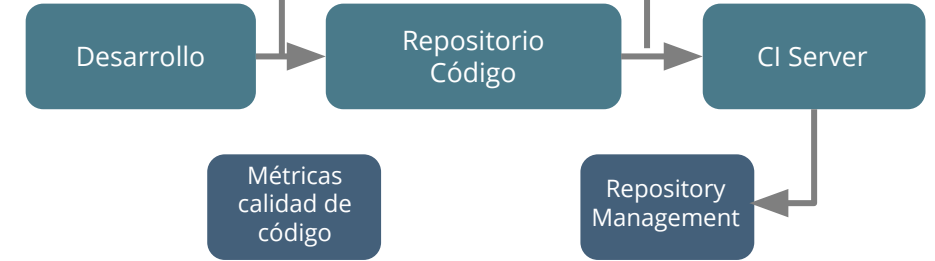 Desarrollo
Repositorio
Código
CI Server
Métricas
calidad de
código
Repository
Management